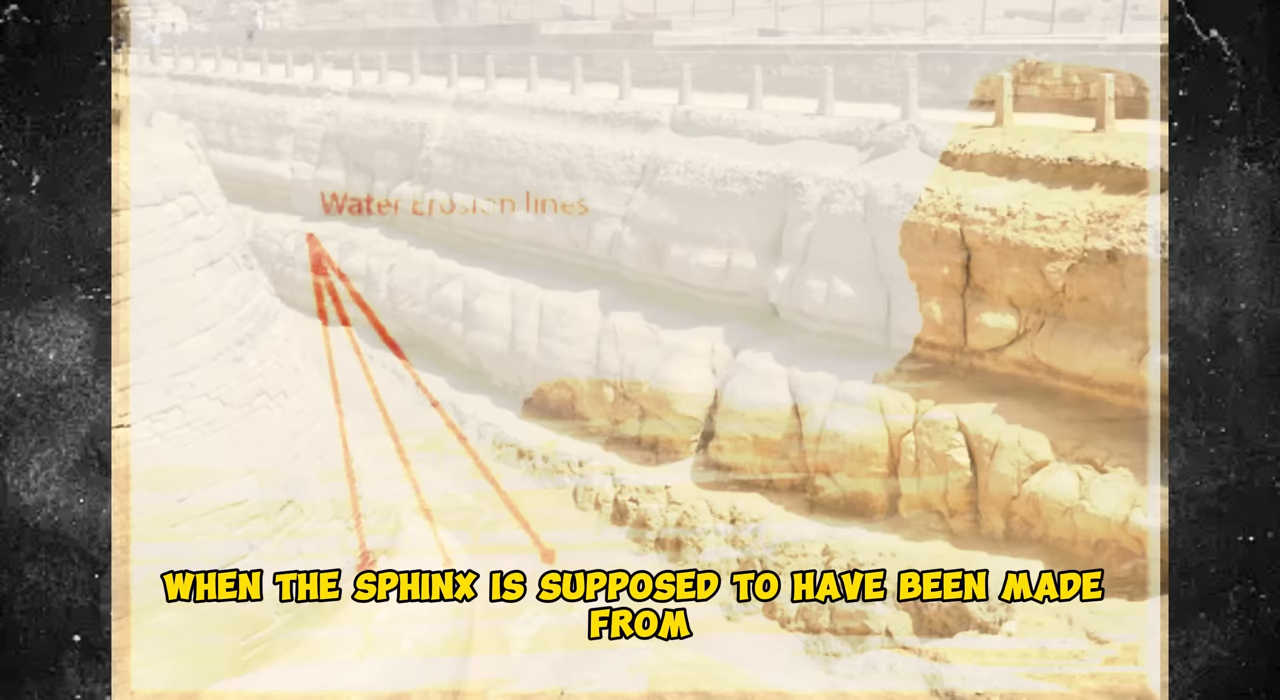 Water Erosion lines
WHEN THE SPHINX IS SUPPOSED TO HAVE BEEN MADE
FROM